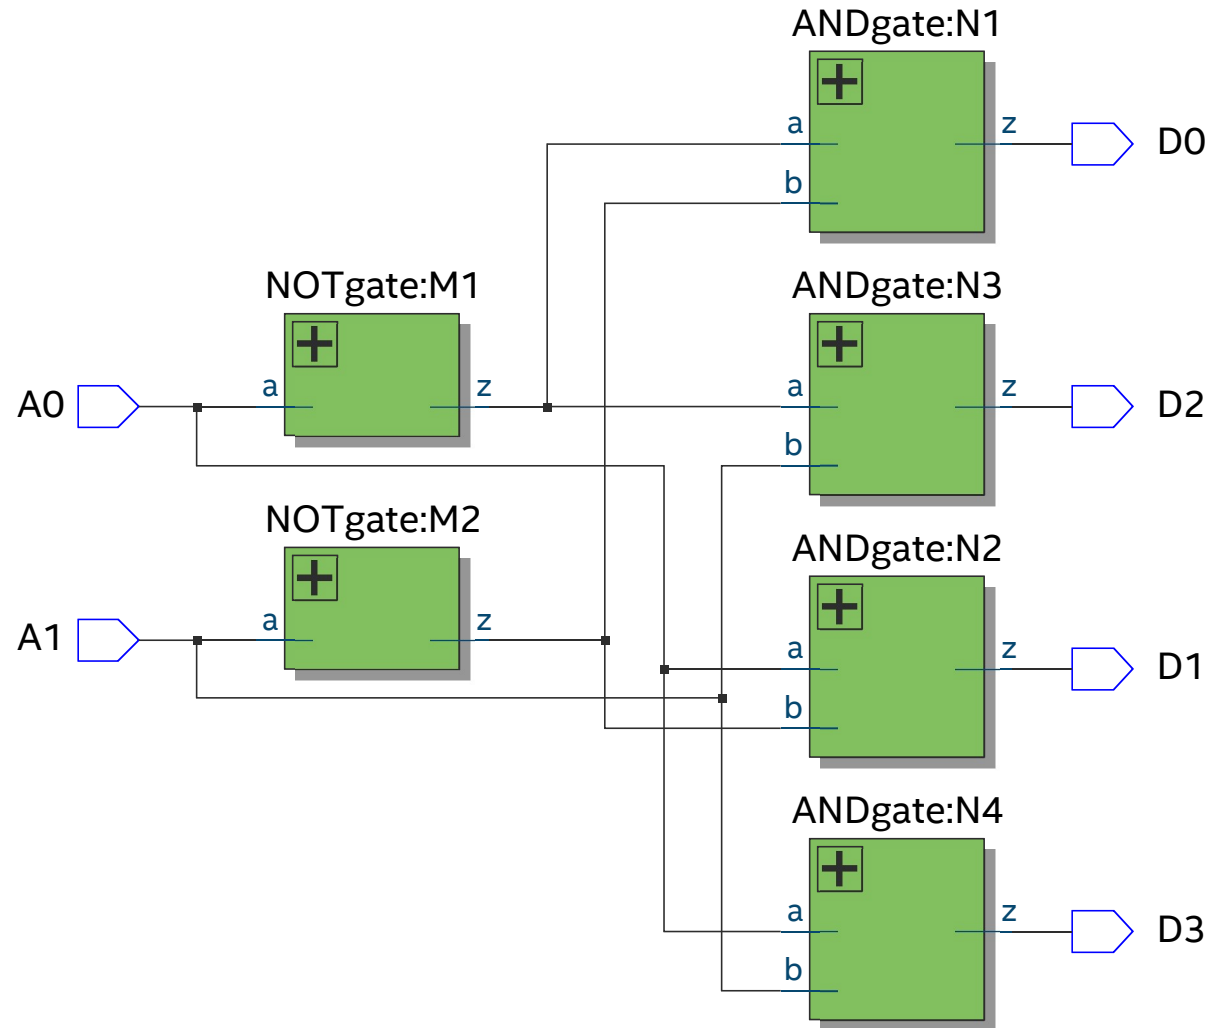 ANDgate:N1
a
z
D0
b
NOTgate:M1
ANDgate:N3
A0
a
z
a
z
D2
b
NOTgate:M2
ANDgate:N2
A1
a
z
a
z
D1
b
ANDgate:N4
a
z
D3
b